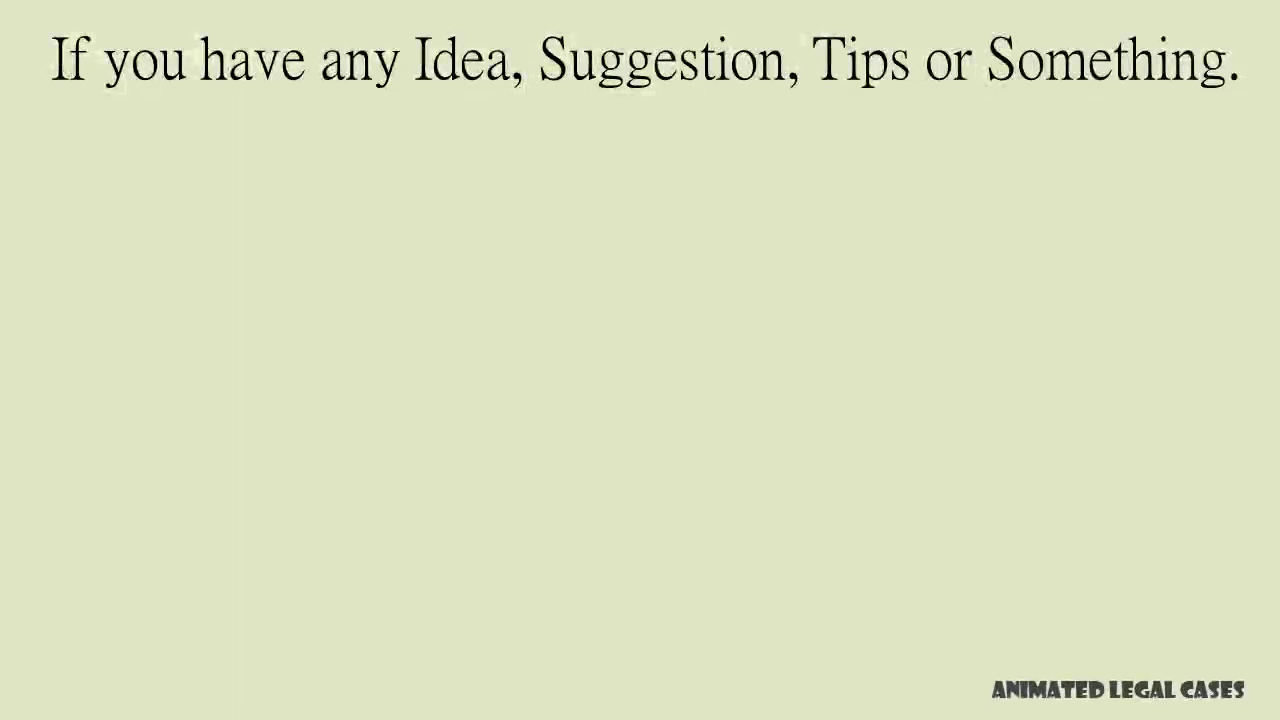 If you have any Idea, Suggestion, Tips or Something.
ANIMATED LEGAL CASES